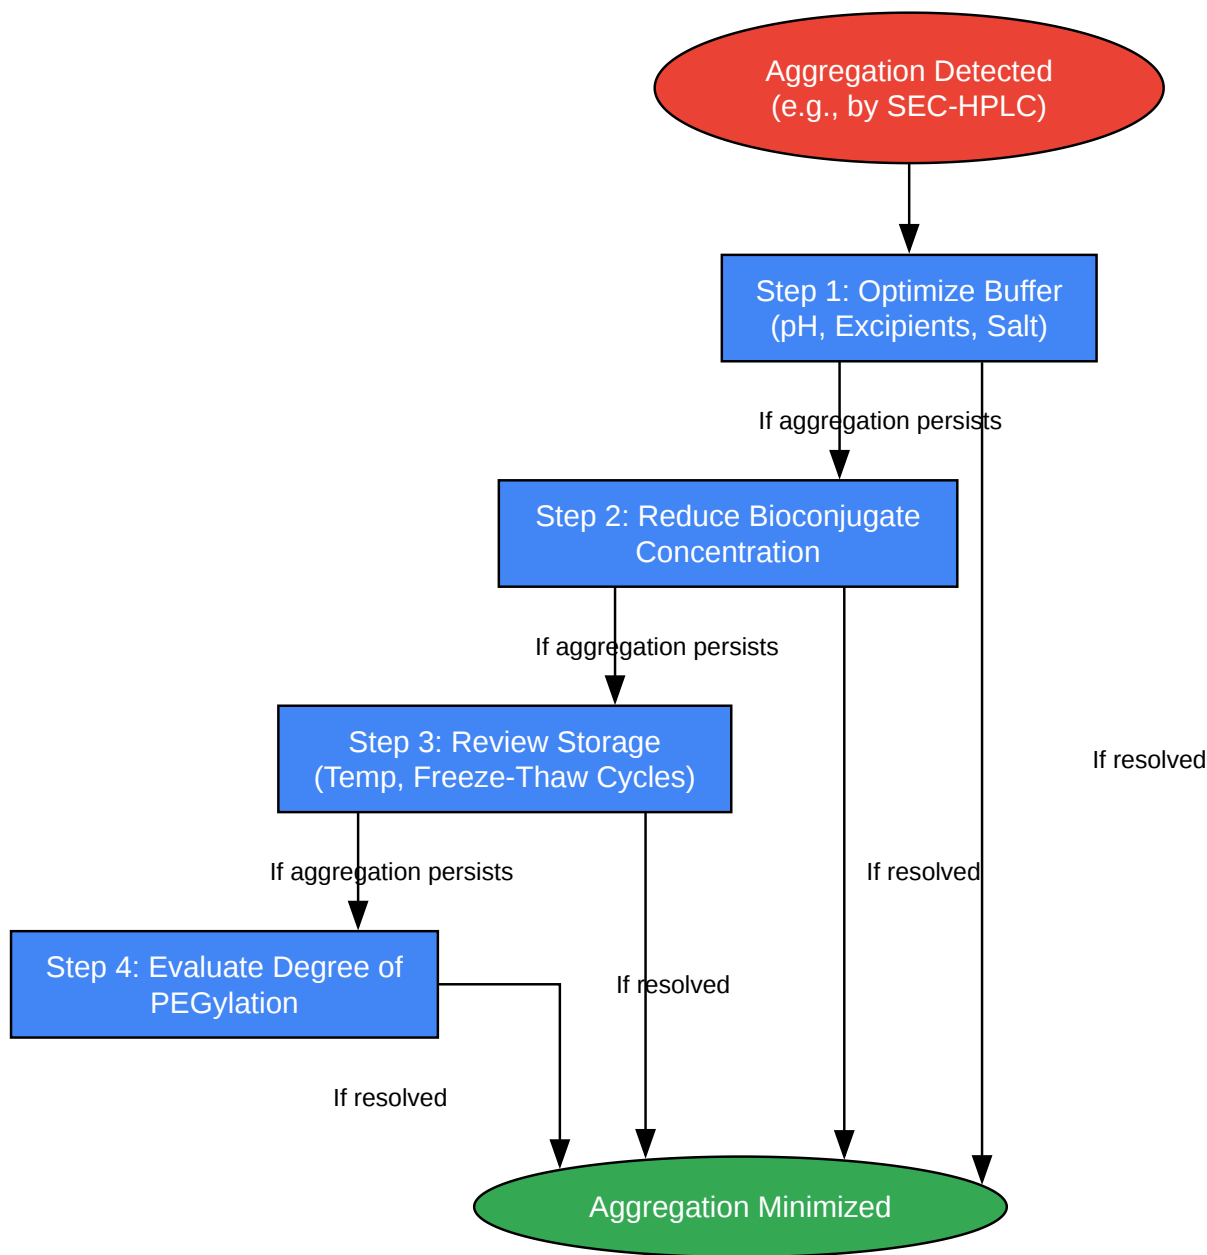 Aggregation Detected
(e.g., by SEC-HPLC)
Step 1: Optimize Buffer
(pH, Excipients, Salt)
If aggregation persists
Step 2: Reduce Bioconjugate
Concentration
If aggregation persists
Step 3: Review Storage
(Temp, Freeze-Thaw Cycles)
If resolved
If aggregation persists
If resolved
Step 4: Evaluate Degree of
PEGylation
If resolved
If resolved
Aggregation Minimized